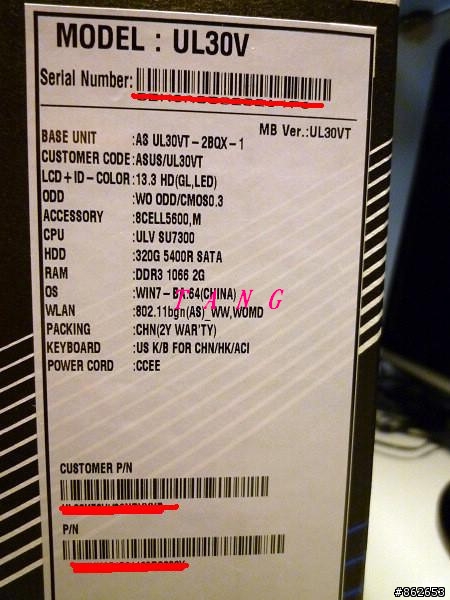 MODEL : UL30V
Serial Number:
MB Ver.:UL30VT
BASE UNIT :AS UL30VT-2BQX-1
CUSTOMER CODE :ASUS/UL30VT
LCD+ID-COLOR :13.3 HD(GL,LED)
ODD :WO ODD/CMOS0.3
ACCESSORY :8CELL5600,M
CPU :ULV SU7300
HDD :320G 5400R SATA
RAM :DDR3 1066 2G
OS :WIN7- 64(CHINA)
TANG
WLAN :802.11bgn(AS)_WW,WOMD
PACKING :CHN(2Y WAR'TY)
KEYBOARD :US K/B FOR CHN/HK/ACI
POWER CORD :CCEE
CUSTOMER P/N
P/N
#862653